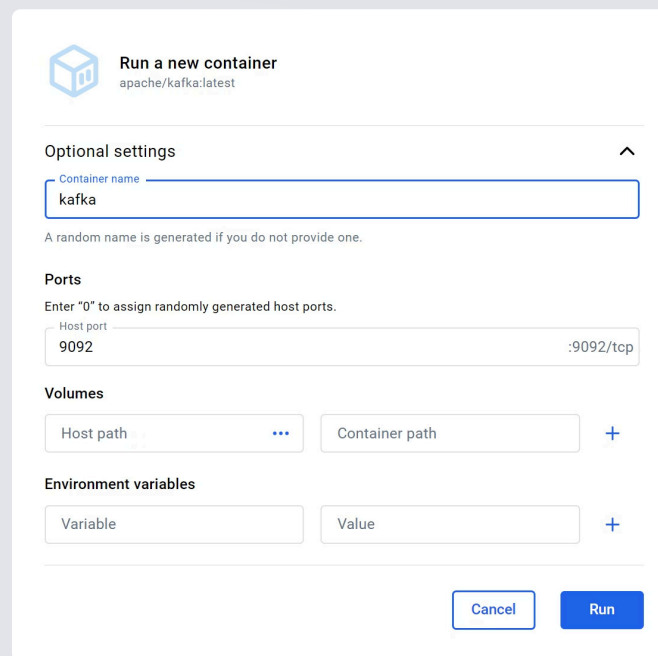 Run a new container
apache/kafka:latest
Optional settings
Container name
kafka
A random name is generated if you do not provide one.
Ports
Enter “0” to assign randomly generated host ports.
Host port
9092 :9092/tcp
Volumes
Host path ••• Container path +
Environment variables
Variable Value +
Cancel Run